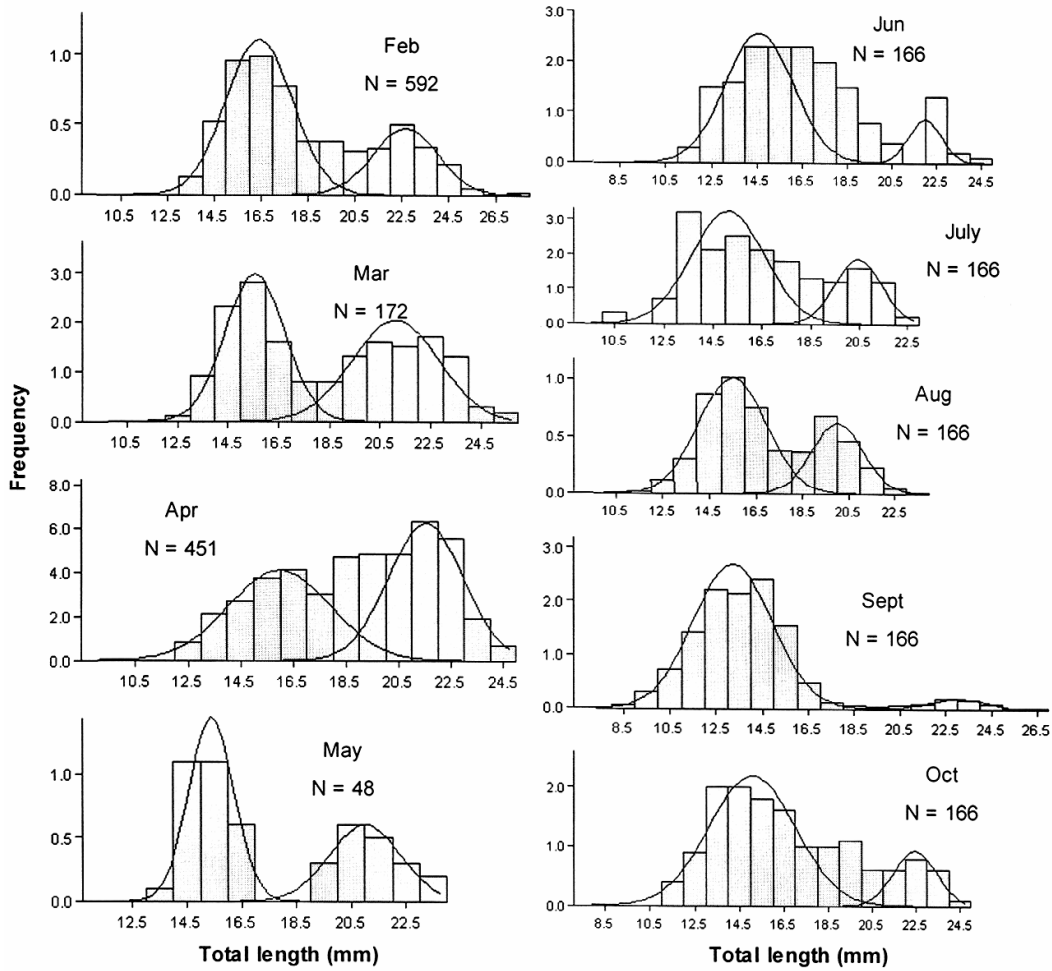 Feb
N = 592
1.0
0.5
0.0
10.5 12.5 14.5 16.5 18.5 20.5 22.5 24.5 26.5
Mar
N = 172
3.0
2.0
1.0
0.0
10.5 12.5 14.5 16.5 18.5 20.5 22.5 24.5
Apr
N = 451
8.0
6.0
4.0
2.0
0.0
10.5 12.5 14.5 16.5 18.5 20.5 22.5 24.5
May
N = 48
1.0
0.5
0.0
12.5 14.5 16.5 18.5 20.5 22.5
Total length (mm)
Frequency
Jun
N = 166
3.0
2.0
1.0
0.0
8.5 10.5 12.5 14.5 16.5 18.5 20.5 22.5 24.5
July
N = 166
3.0
2.0
1.0
0.0
10.5 12.5 14.5 16.5 18.5 20.5 22.5
Aug
N = 166
1.0
0.5
0.0
10.5 12.5 14.5 16.5 18.5 20.5 22.5
Sept
N = 166
3.0
2.0
1.0
0.0
8.5 10.5 12.5 14.5 16.5 18.5 20.5 22.5 24.5 26.5
Oct
N = 166
2.0
1.0
0.0
8.5 10.5 12.5 14.5 16.5 18.5 20.5 22.5 24.5
Total length (mm)